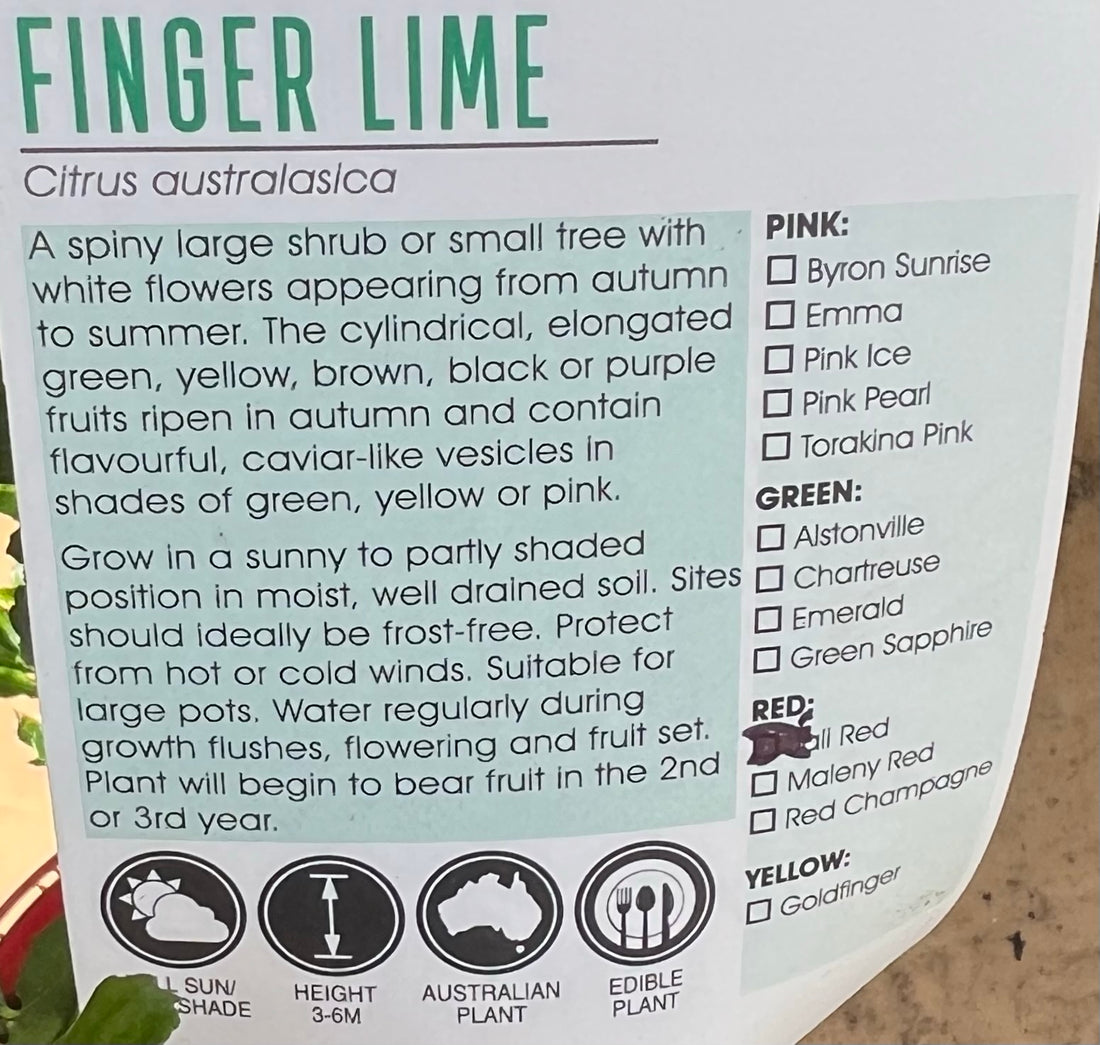 FINGER LIME
Citrus australasica
A spiny large shrub or small tree with
white flowers appearing from autumn
to summer. The cylindrical, elongated
green, yellow, brown, black or purple
fruits ripen in autumn and contain
flavourful, caviar-like vesicles in
shades of green, yellow or pink.
Grow in a sunny to partly shaded
position in moist, well drained soil. Sites
should ideally be frost-free. Protect
from hot or cold winds. Suitable for
large pots. Water regularly during
growth flushes, flowering and fruit set.
Plant will begin to bear fruit in the 2nd
or 3rd year.
PINK:
Byron Sunrise
Emma
Pink Ice
Pink Pearl
Torakina Pink
GREEN:
Alstonville
Chartreuse
Emerald
Green Sapphire
RED:
Red
Maleny Red
Red Champagne
YELLOW:
Goldfinger
SUN/
SHADE
HEIGHT
3-6M
AUSTRALIAN
PLANT
EDIBLE
PLANT